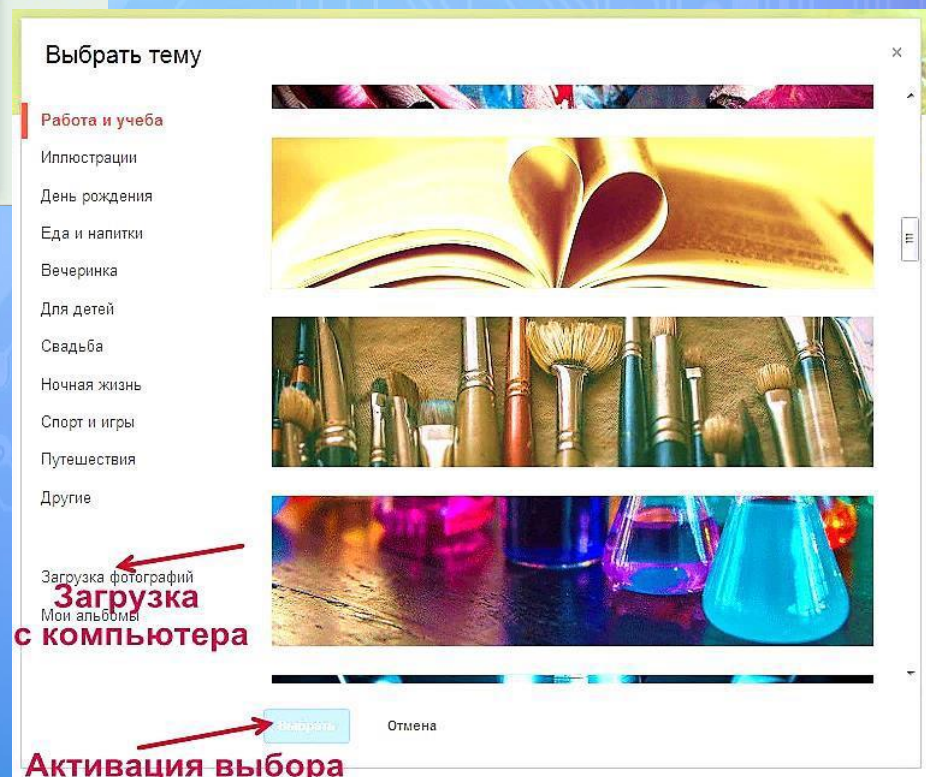 Выбрать тему
×
Работа и учеба
Иллюстрации
День рождения
Еда и напитки
Вечеринка
Для детей
Свадьба
Ночная жизнь
Спорт и игры
Путешествия
Другие
Загрузка фотографий
Загрузка
Мои альбомы
с компьютера
Выбрать
Отмена
Активация выбора